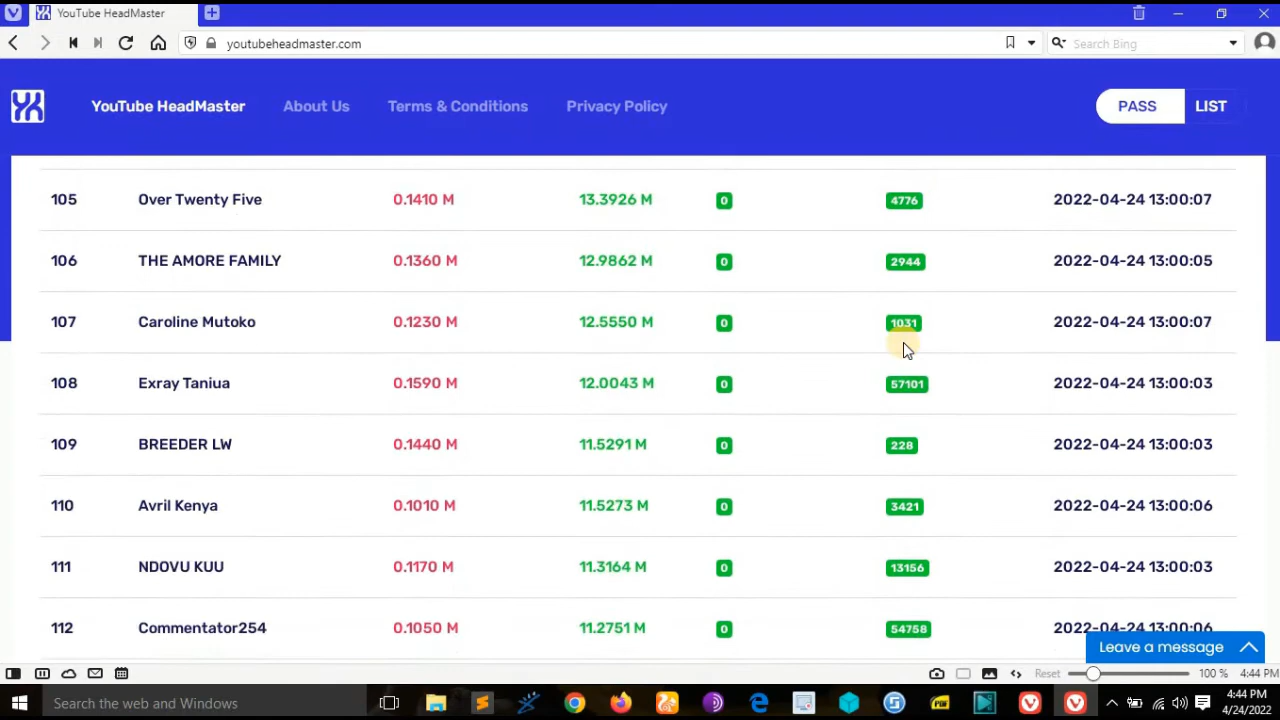 YouTube HeadMaster
youtubeheadmaster.com
Search Bing
YouTube HeadMaster About Us Terms & Conditions Privacy Policy PASS LIST
105 Over Twenty Five 0.1410 M 13.3926 M 0 4776 2022-04-24 13:00:07
106 THE AMORE FAMILY 0.1360 M 12.9862 M 0 2944 2022-04-24 13:00:05
107 Caroline Mutoko 0.1230 M 12.5550 M 0 1031 2022-04-24 13:00:07
108 Exray Taniua 0.1590 M 12.0043 M 0 57101 2022-04-24 13:00:03
109 BREEDER LW 0.1440 M 11.5291 M 0 228 2022-04-24 13:00:03
110 Avril Kenya 0.1010 M 11.5273 M 0 3421 2022-04-24 13:00:06
111 NDOVU KUU 0.1170 M 11.3164 M 0 13156 2022-04-24 13:00:03
112 Commentator254 0.1050 M 11.2751 M 0 54758 2022-04-24 13:00:06
Leave a message
Reset 100 % 4:44 PM
Search the web and Windows
4:44 PM
4/24/2022